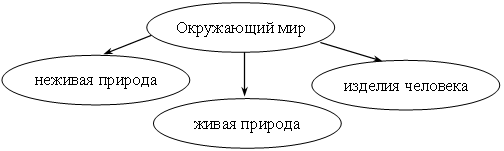 Окружающий мир
неживая природа
изделия человека
живая природа